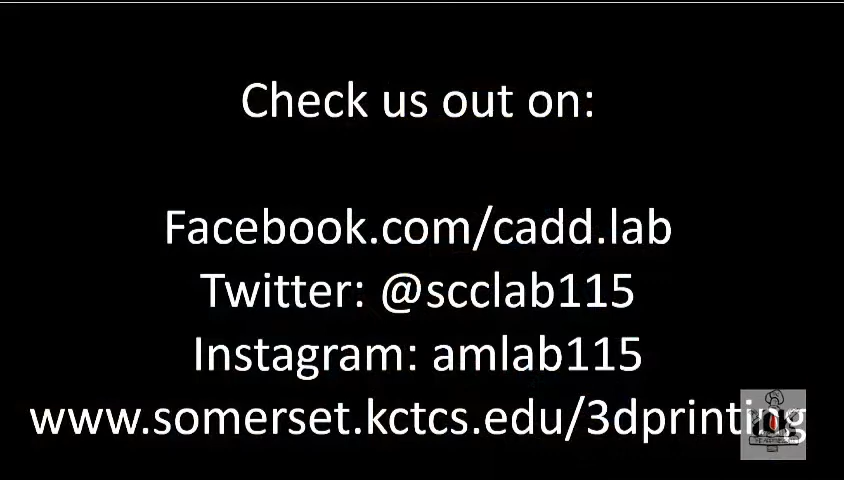 Check us out on:
Facebook.com/cadd.lab
Twitter: @scclab115
Instagram: amlab115
www.somerset.kctcs.edu/3dprinting